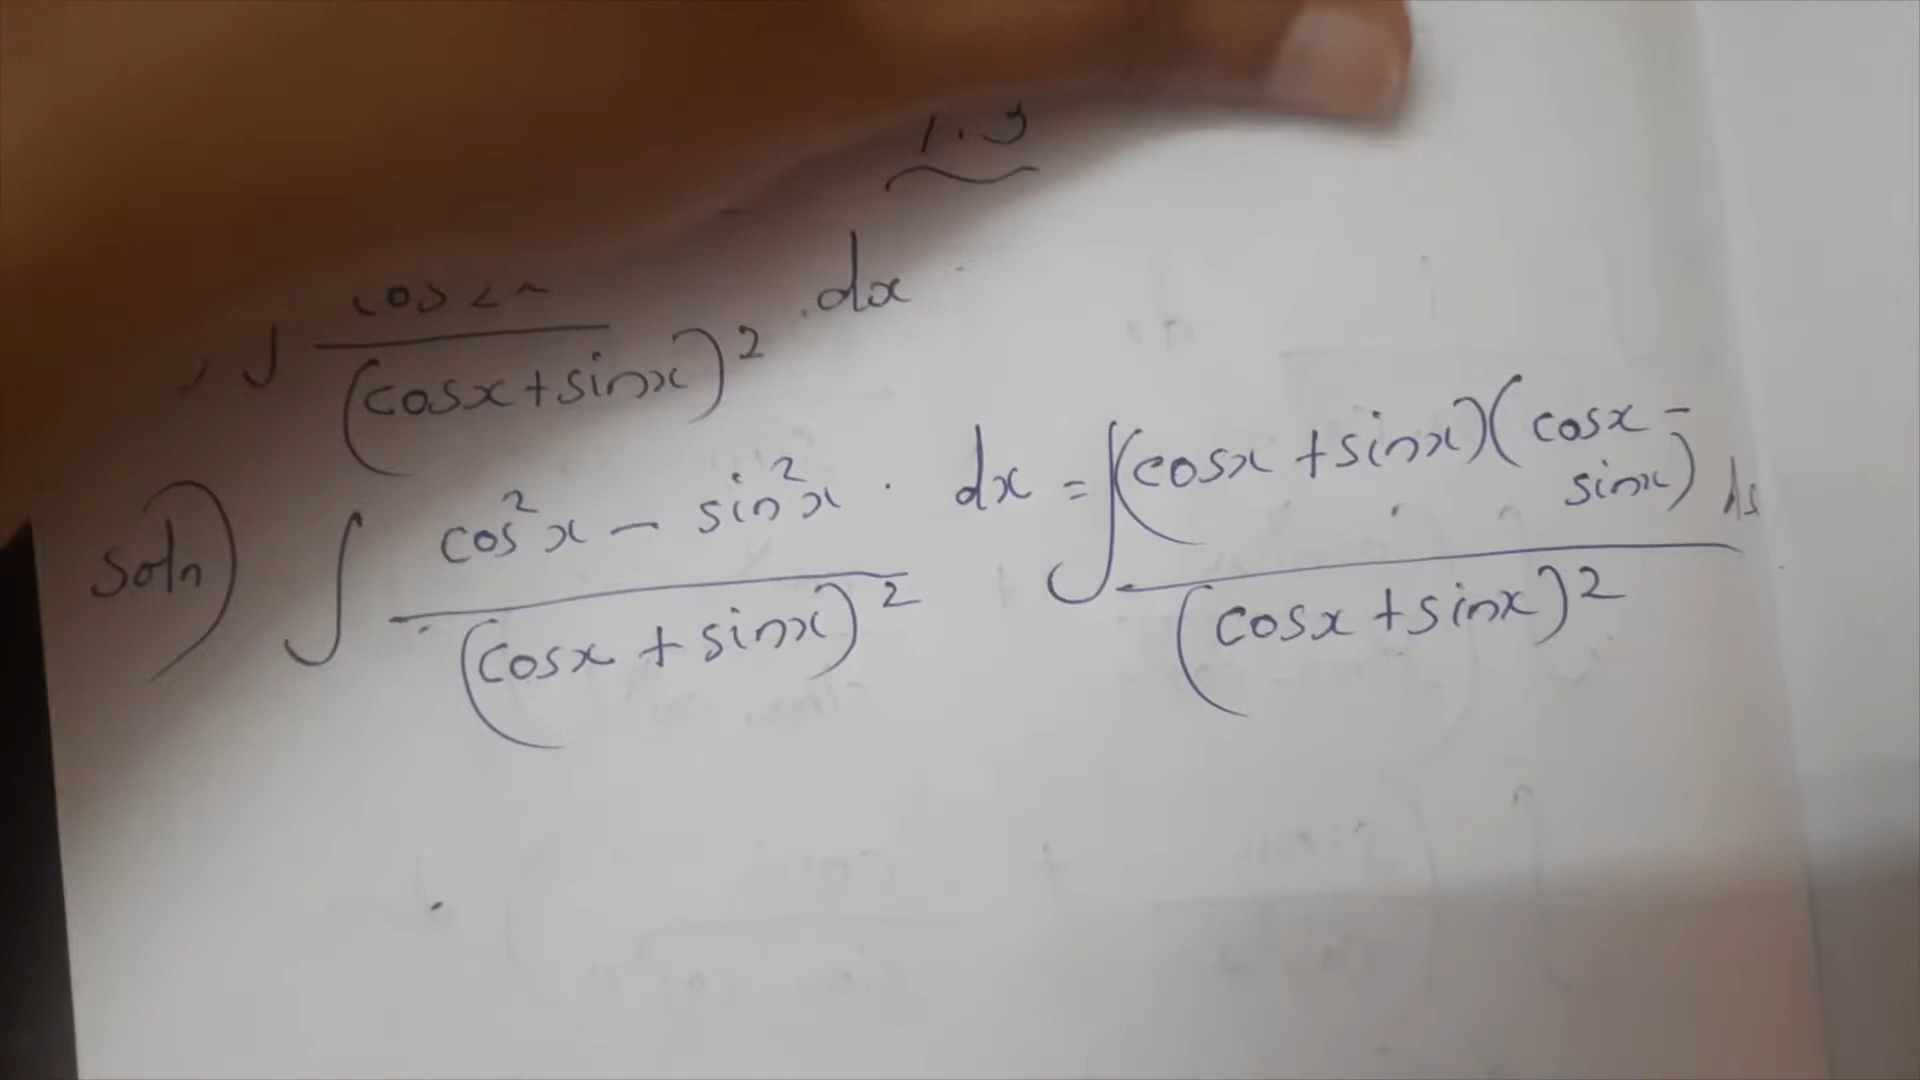 ∫ cos2x / (cosx+sinx)² .dx
Soln) ∫ cos²x − sin²x / (cosx + sinx)² . dx = ∫ (cosx + sinx)(cosx − sinx) / (cosx + sinx)² dx